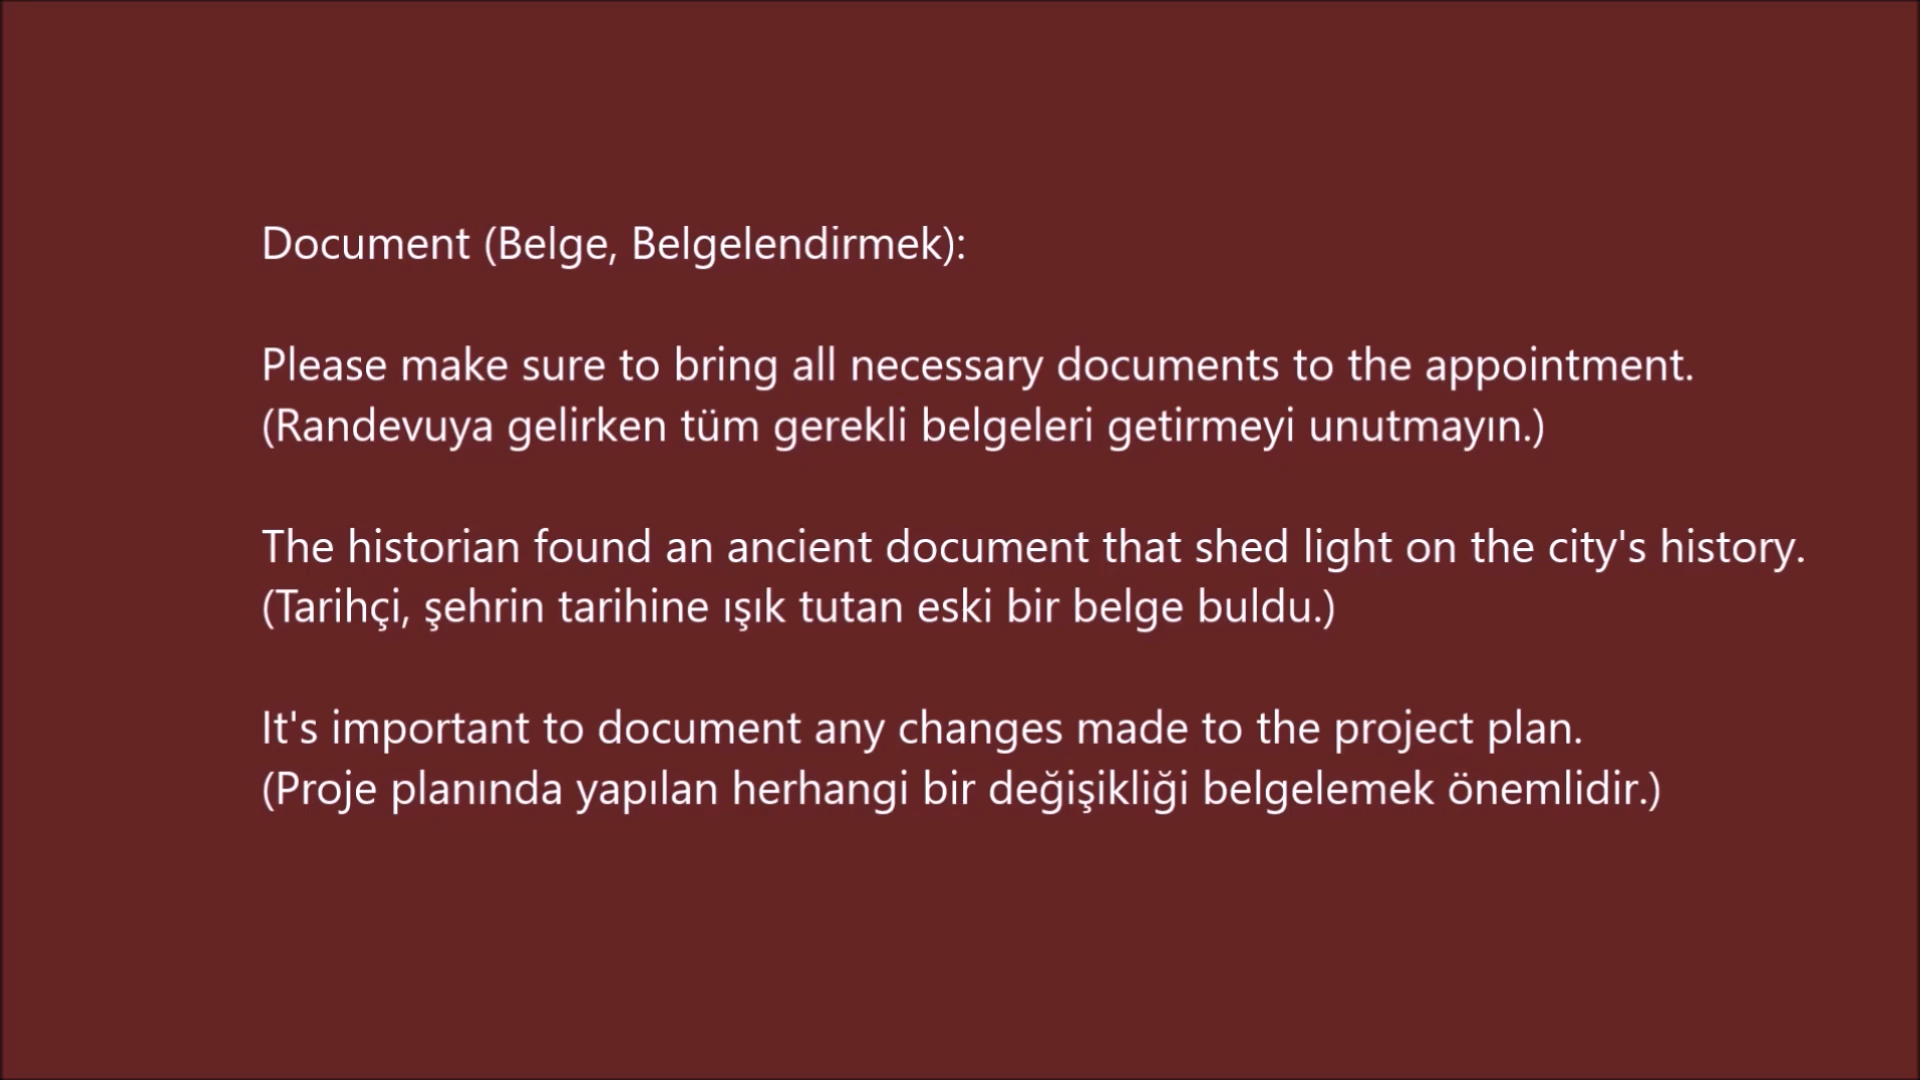 Document (Belge, Belgelendirmek):
Please make sure to bring all necessary documents to the appointment.
(Randevuya gelirken tüm gerekli belgeleri getirmeyi unutmayın.)
The historian found an ancient document that shed light on the city's history.
(Tarihçi, şehrin tarihine ışık tutan eski bir belge buldu.)
It's important to document any changes made to the project plan.
(Proje planında yapılan herhangi bir değişikliği belgelemek önemlidir.)